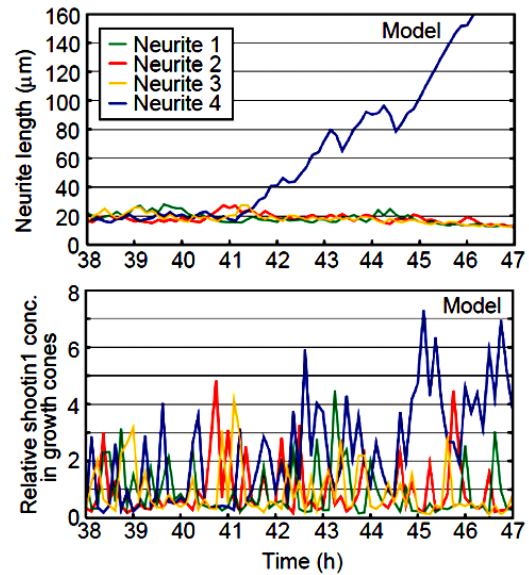 160
140
120
100
80
60
40
20
0
Neurite length (μm)
Model
Neurite 1
Neurite 2
Neurite 3
Neurite 4
38 39 40 41 42 43 44 45 46 47
8
7
6
4
2
1
0
Relative shootin1 conc.
in growth cones
Model
38 39 40 41 42 43 44 45 46 47
Time (h)